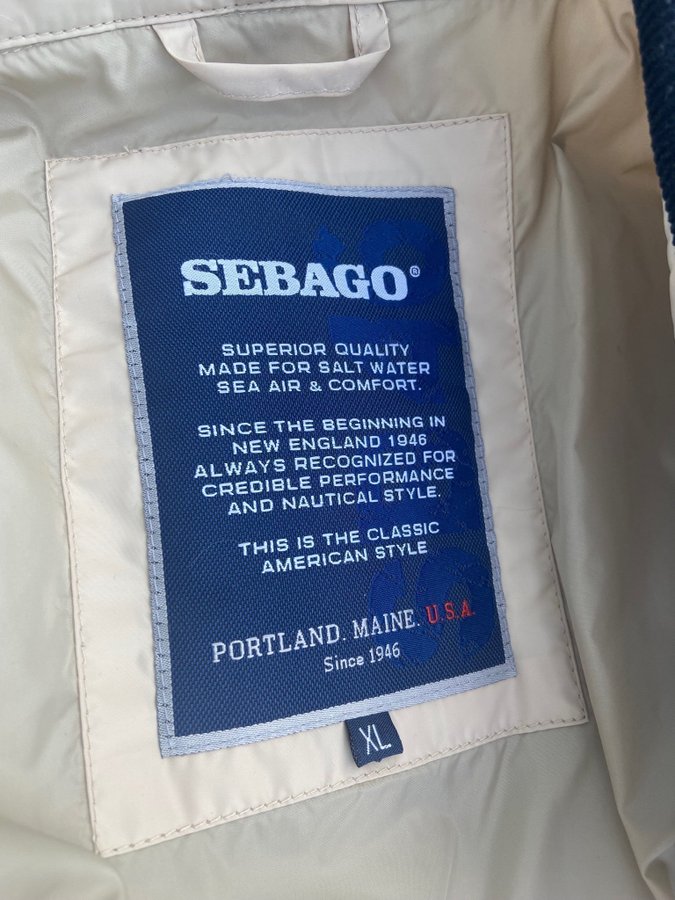 SEBAGO®
SUPERIOR QUALITY
MADE FOR SALT WATER
SEA AIR & COMFORT.
SINCE THE BEGINNING IN
NEW ENGLAND 1946
ALWAYS RECOGNIZED FOR
CREDIBLE PERFORMANCE
AND NAUTICAL STYLE.
THIS IS THE CLASSIC
AMERICAN STYLE
PORTLAND. MAINE. U.S.A.
Since 1946
XL